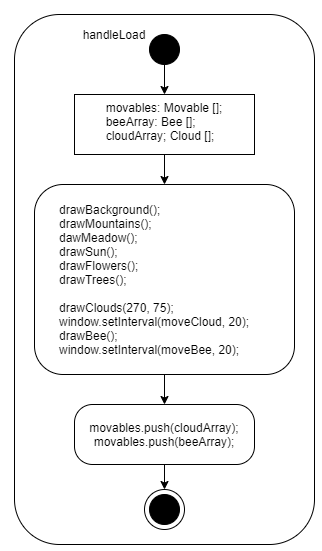 handleLoad
movables: Movable [];
beeArray: Bee [];
cloudArray; Cloud [];
drawBackground();
drawMountains();
dawMeadow();
drawSun();
drawFlowers();
drawTrees();
drawClouds(270, 75);
window.setInterval(moveCloud, 20);
drawBee();
window.setInterval(moveBee, 20);
movables.push(cloudArray);
movables.push(beeArray);